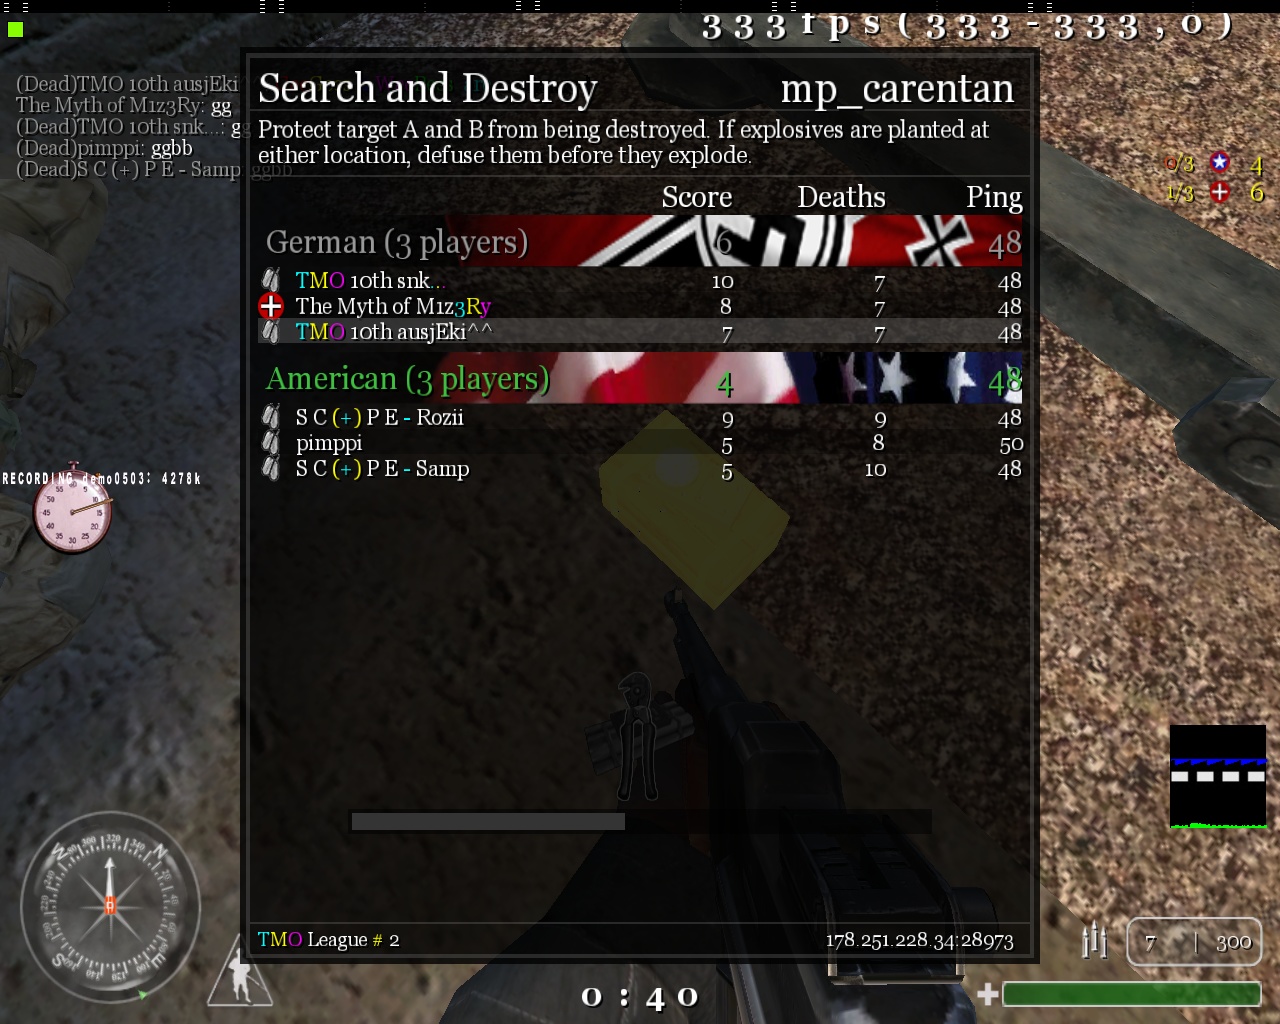 333fps(333-333,0)
(Dead)TMO 10th ausjEki
The Myth of M1z3Ry: gg
(Dead)TMO 10th snk...: gg
(Dead)pimppi: ggbb
(Dead)S C (+) P E - Samp: ggbb
Search and Destroy mp_carentan
Protect target A and B from being destroyed. If explosives are planted at
either location, defuse them before they explode.
0/3 4
1/3 6
Score Deaths Ping
German (3 players) 6 48
TMO 10th snk... 10 7 48
The Myth of M1z3Ry 8 7 48
TMO 10th ausjEki^^ 7 7 48
American (3 players) 4 48
S C (+) P E - Rozii 9 9 48
pimppi 5 8 50
S C (+) P E - Samp 5 10 48
RECORDING demo0503: 4278k
TMO League # 2 178.251.228.34:28973
7 | 300
0:40